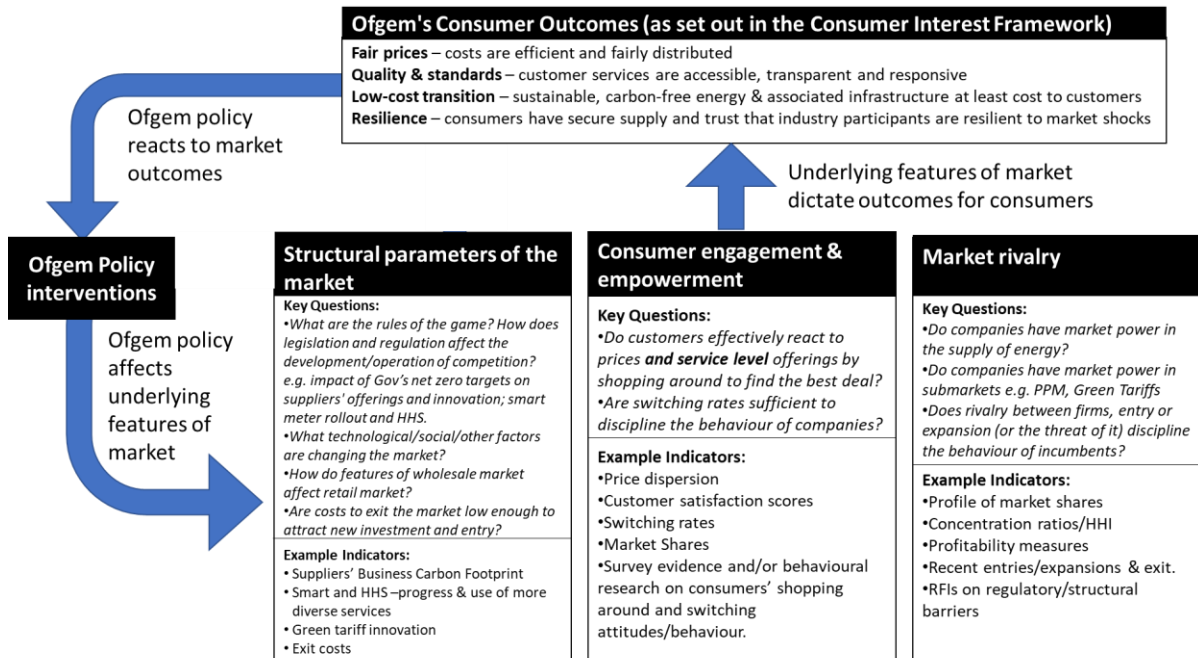 Ofgem's Consumer Outcomes (as set out in the Consumer Interest Framework)
Fair prices – costs are efficient and fairly distributed
Quality & standards – customer services are accessible, transparent and responsive
Low-cost transition – sustainable, carbon-free energy & associated infrastructure at least cost to customers
Resilience – consumers have secure supply and trust that industry participants are resilient to market shocks
Ofgem policy
reacts to market
outcomes
Underlying features of market
dictate outcomes for consumers
Ofgem Policy
interventions
Ofgem policy
affects
underlying
features of
market
Structural parameters of the
market
Key Questions:
•What are the rules of the game? How does
legislation and regulation affect the
development/operation of competition?
e.g. impact of Gov's net zero targets on
suppliers' offerings and innovation; smart
meter rollout and HHS.
•What technological/social/other factors
are changing the market?
•How do features of wholesale market
affect retail market?
•Are costs to exit the market low enough to
attract new investment and entry?
Example Indicators:
• Suppliers' Business Carbon Footprint
• Smart and HHS –progress & use of more
diverse services
• Green tariff innovation
• Exit costs
Consumer engagement &
empowerment
Key Questions:
•Do customers effectively react to
prices and service level offerings by
shopping around to find the best deal?
•Are switching rates sufficient to
discipline the behaviour of companies?
Example Indicators:
•Price dispersion
•Customer satisfaction scores
•Switching rates
•Market Shares
•Survey evidence and/or behavioural
research on consumers' shopping
around and switching
attitudes/behaviour.
Market rivalry
Key Questions:
•Do companies have market power in
the supply of energy?
•Do companies have market power in
submarkets e.g. PPM, Green Tariffs
•Does rivalry between firms, entry or
expansion (or the threat of it) discipline
the behaviour of incumbents?
Example Indicators:
•Profile of market shares
•Concentration ratios/HHI
•Profitability measures
•Recent entries/expansions & exit.
•RFIs on regulatory/structural
barriers